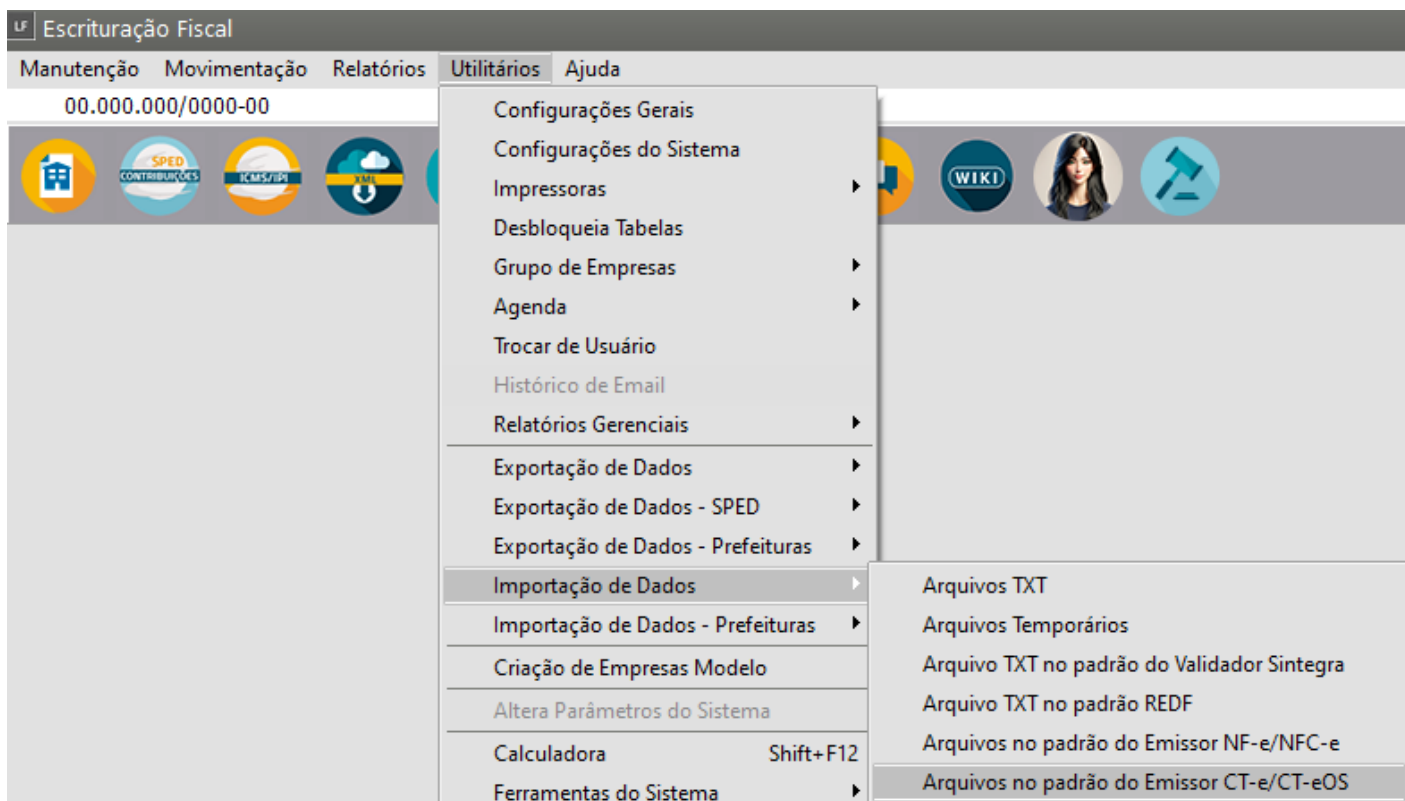 LF Escrituração Fiscal
Manutenção Movimentação Relatórios Utilitários Ajuda
00.000.000/0000-00
SPED
CONTRIBUIÇÕES
ICMS/IPI
XML
WIKI
Configurações Gerais
Configurações do Sistema
Impressoras
Desbloqueia Tabelas
Grupo de Empresas
Agenda
Trocar de Usuário
Histórico de Email
Relatórios Gerenciais
Exportação de Dados
Exportação de Dados - SPED
Exportação de Dados - Prefeituras
Importação de Dados
Importação de Dados - Prefeituras
Criação de Empresas Modelo
Altera Parâmetros do Sistema
Calculadora Shift+F12
Ferramentas do Sistema
Arquivos TXT
Arquivos Temporários
Arquivo TXT no padrão do Validador Sintegra
Arquivo TXT no padrão REDF
Arquivos no padrão do Emissor NF-e/NFC-e
Arquivos no padrão do Emissor CT-e/CT-eOS